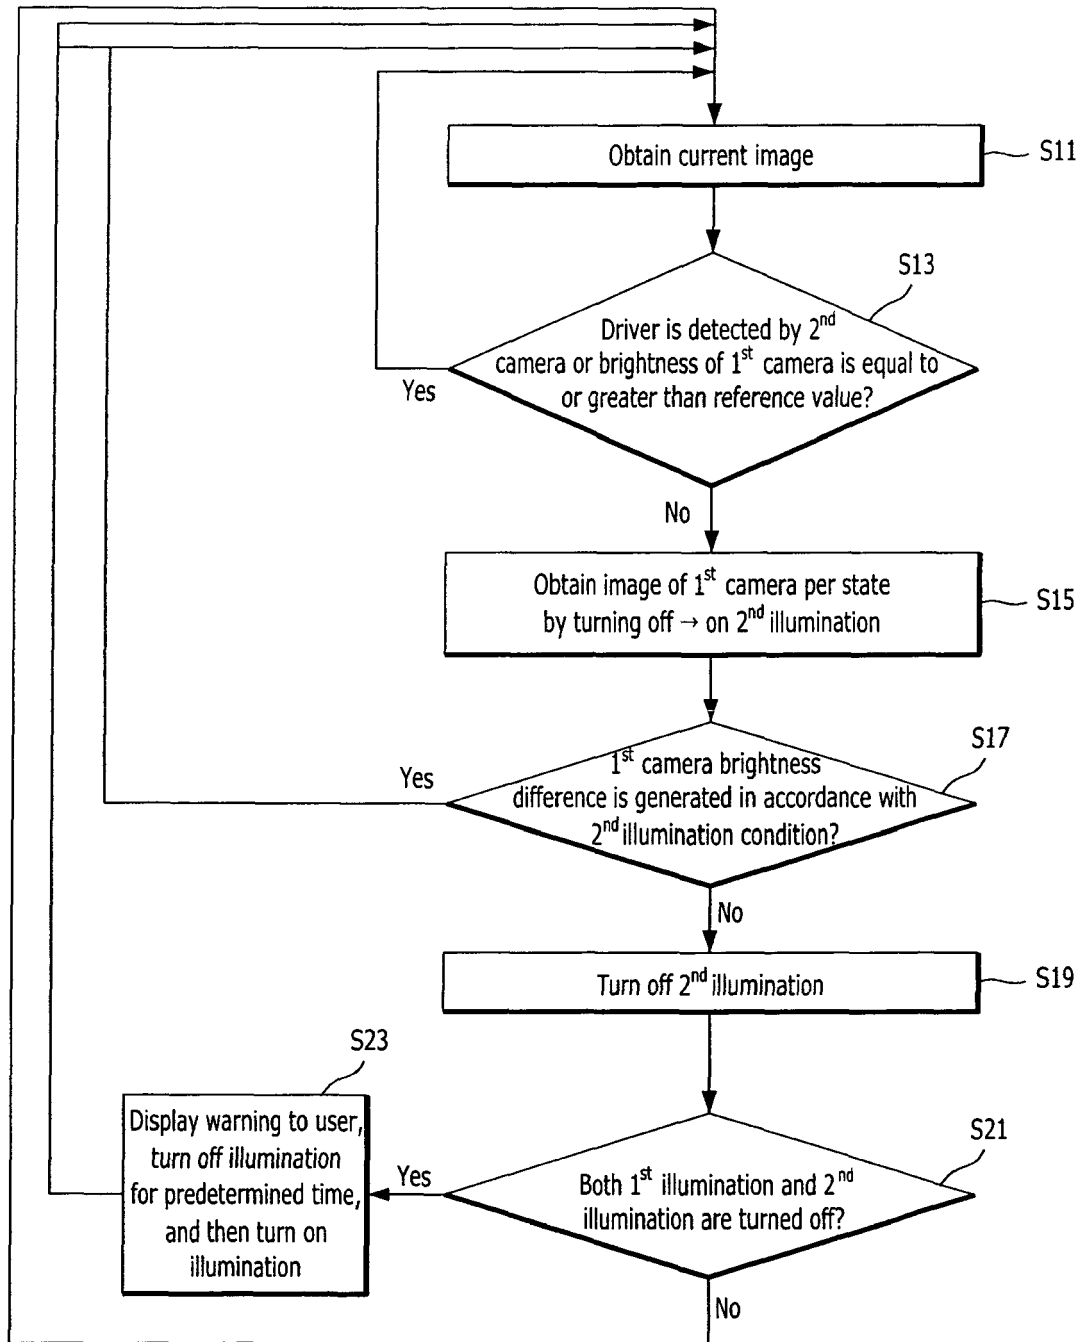 Obtain current image
S11
S13
Driver is detected by 2nd
camera or brightness of 1st camera is equal to
or greater than reference value?
Yes
No
Obtain image of 1st camera per state
by turning off → on 2nd illumination
S15
S17
Yes
1st camera brightness
difference is generated in accordance with
2nd illumination condition?
No
Turn off 2nd illumination
S19
S23
Display warning to user,
turn off illumination
for predetermined time,
and then turn on
illumination
Yes
S21
Both 1st illumination and 2nd
illumination are turned off?
No